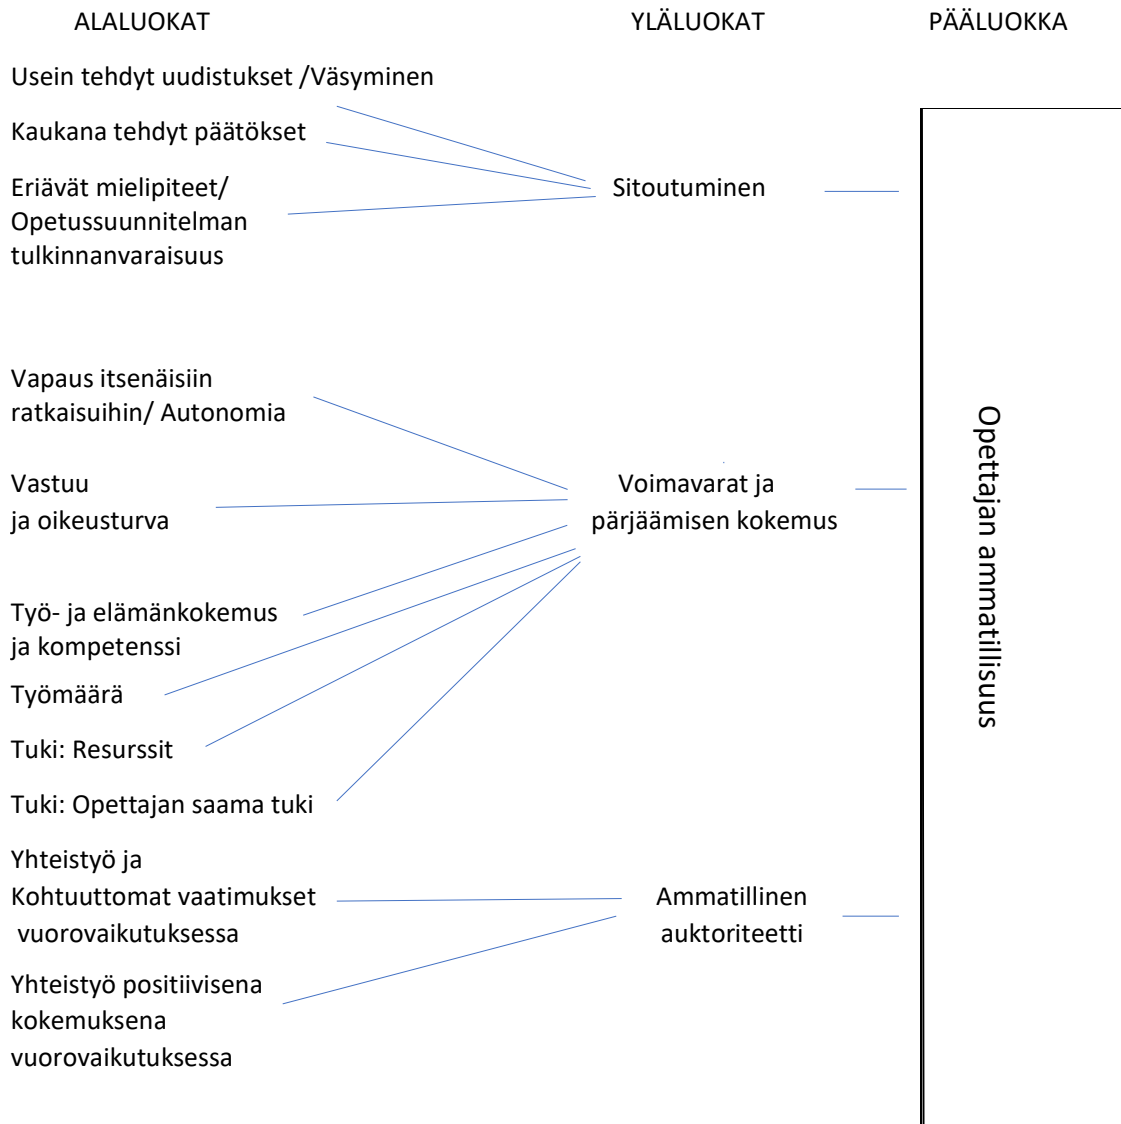 ALALUOKAT YLÄLUOKAT PÄÄLUOKKA
Usein tehdyt uudistukset /Väsyminen
Kaukana tehdyt päätökset
Eriävät mielipiteet/
Opetussuunnitelman
tulkinnanvaraisuus
Sitoutuminen
Vapaus itsenäisiin
ratkaisuihin/ Autonomia
Vastuu
ja oikeusturva
Työ- ja elämänkokemus
ja kompetenssi
Työmäärä
Tuki: Resurssit
Tuki: Opettajan saama tuki
Voimavarat ja
pärjäämisen kokemus
Yhteistyö ja
Kohtuuttomat vaatimukset
vuorovaikutuksessa
Yhteistyö positiivisena
kokemuksena
vuorovaikutuksessa
Ammatillinen
auktoriteetti
Opettajan ammatillisuus